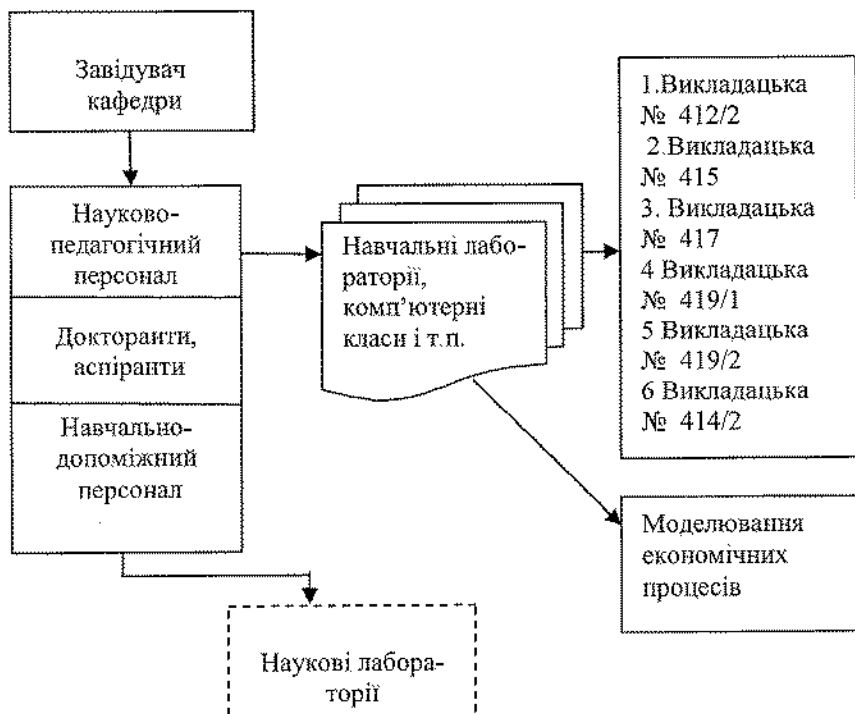 Завідувач
кафедри
Науково-
педагогічний
персонал
Докторанти,
аспіранти
Навчально-
допоміжний
персонал
Навчальні лабо-
раторії,
комп’ютерні
класи і т.п.
1.Викладацька
№ 412/2
2.Викладацька
№ 415
3. Викладацька
№ 417
4 Викладацька
№ 419/1
5 Викладацька
№ 419/2
6 Викладацька
№ 414/2
Моделювання
економічних
процесів
Наукові лабора-
торії